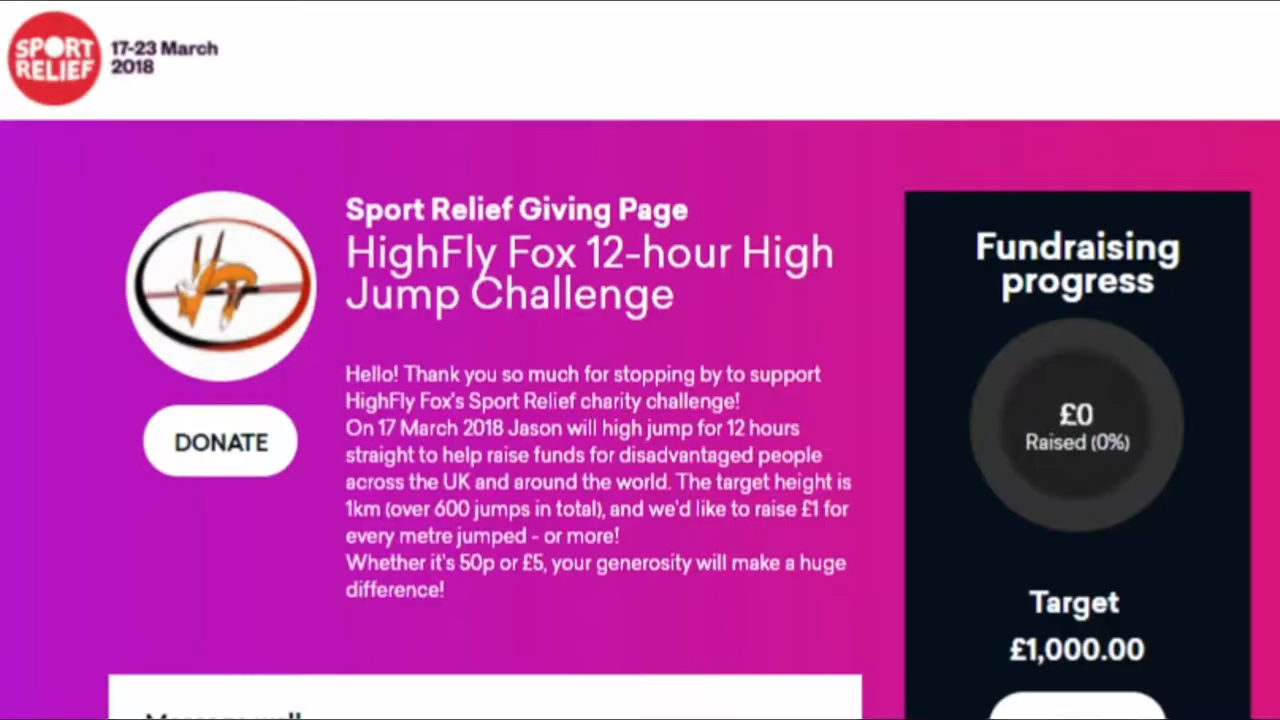 SPORT
RELIEF
17-23 March
2018
Sport Relief Giving Page
HighFly Fox 12-hour High
Jump Challenge
Hello! Thank you so much for stopping by to support
HighFly Fox's Sport Relief charity challenge!
On 17 March 2018 Jason will high jump for 12 hours
straight to help raise funds for disadvantaged people
across the UK and around the world. The target height is
1km (over 600 jumps in total), and we'd like to raise £1 for
every metre jumped - or more!
Whether it's 50p or £5, your generosity will make a huge
difference!
DONATE
Fundraising
progress
£0
Raised (0%)
Target
£1,000.00